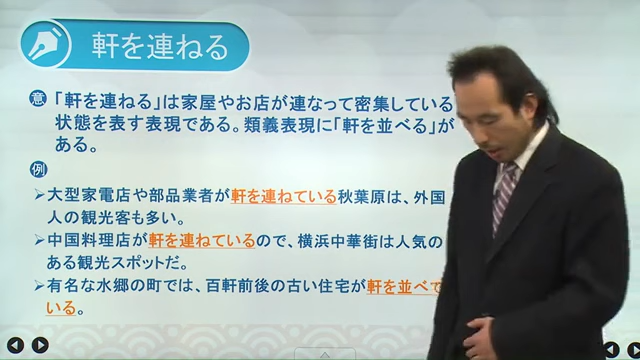 軒を連ねる
意 「軒を連ねる」は家屋やお店が連なって密集している
状態を表す表現である。類義表現に「軒を並べる」が
ある。
例
➢大型家電店や部品業者が軒を連ねている秋葉原は、外国
人の観光客も多い。
➢中国料理店が軒を連ねているので、横浜中華街は人気の
ある観光スポットだ。
➢有名な水郷の町では、百軒前後の古い住宅が軒を並べて
いる。